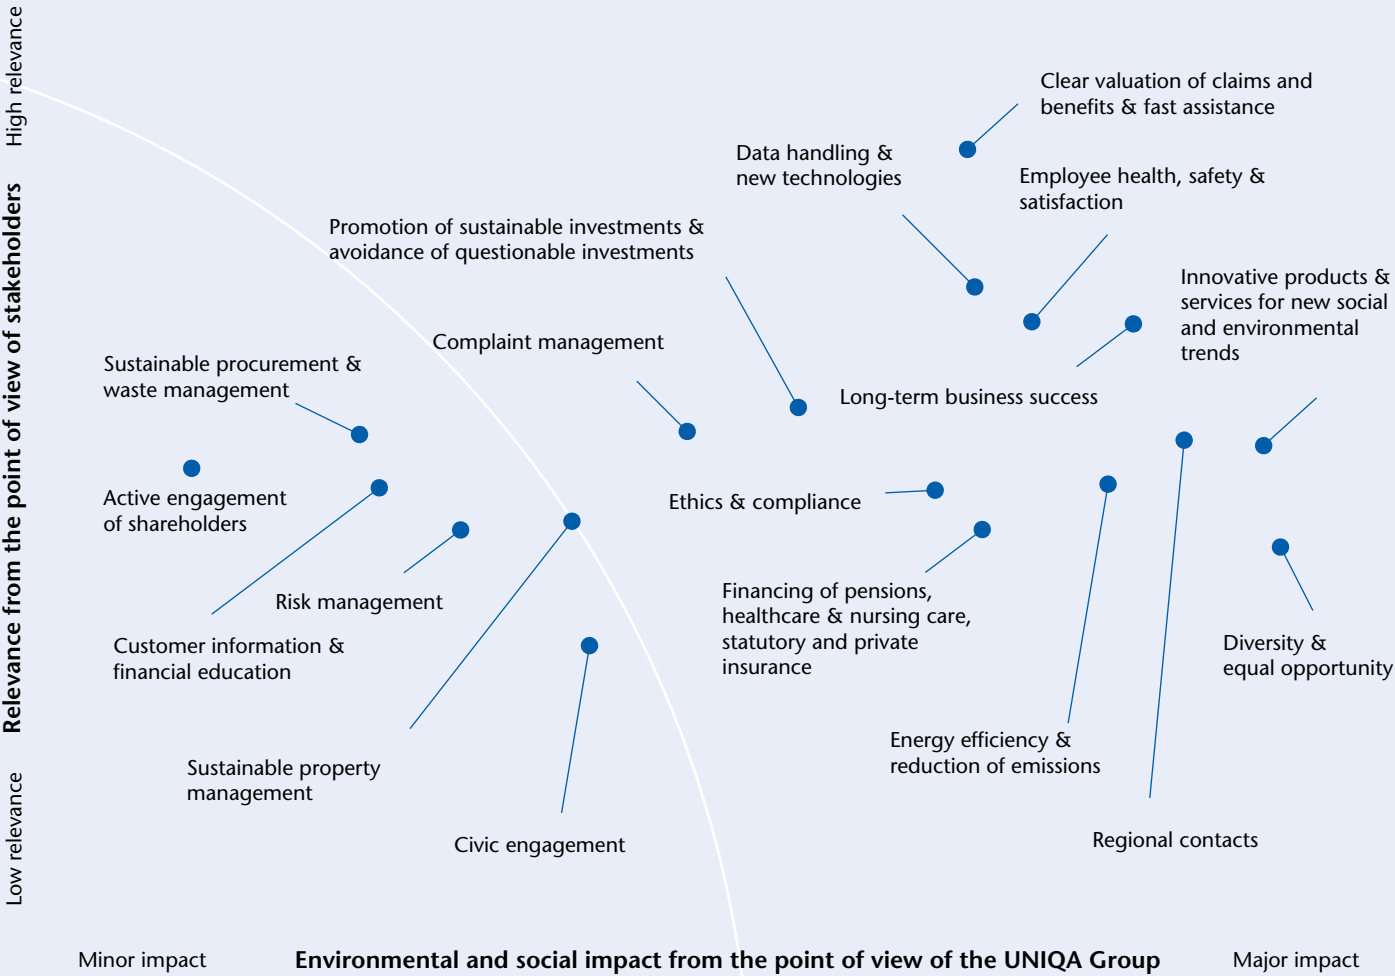 High relevance
Relevance from the point of view of stakeholders
Low relevance
Clear valuation of claims and
benefits & fast assistance
Data handling &
new technologies
Employee health, safety &
satisfaction
Promotion of sustainable investments &
avoidance of questionable investments
Innovative products &
services for new social
and environmental
trends
Complaint management
Sustainable procurement &
waste management
Long-term business success
Active engagement
of shareholders
Ethics & compliance
Risk management
Financing of pensions,
healthcare & nursing care,
statutory and private
insurance
Customer information &
financial education
Diversity &
equal opportunity
Energy efficiency &
reduction of emissions
Sustainable property
management
Civic engagement
Regional contacts
Minor impact
Environmental and social impact from the point of view of the UNIQA Group
Major impact